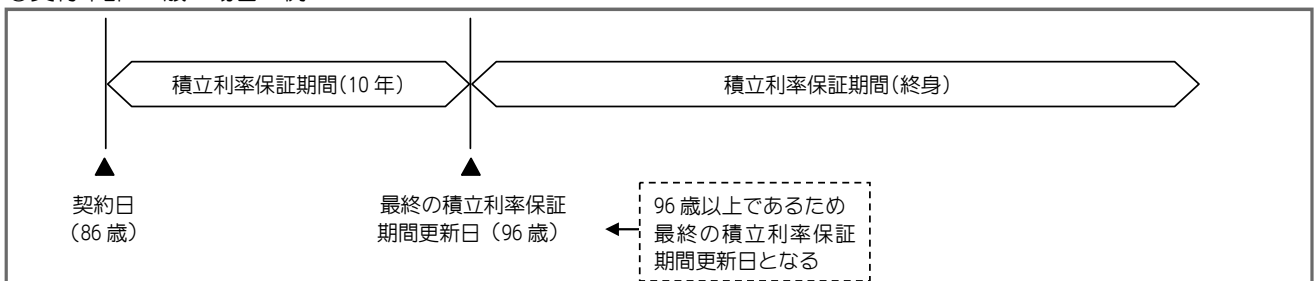 積立利率保証期間(10年)
積立利率保証期間(終身)
契約日
(86歳)
最終の積立利率保証
期間更新日(96歳)
96歳以上であるため
最終の積立利率保証
期間更新日となる